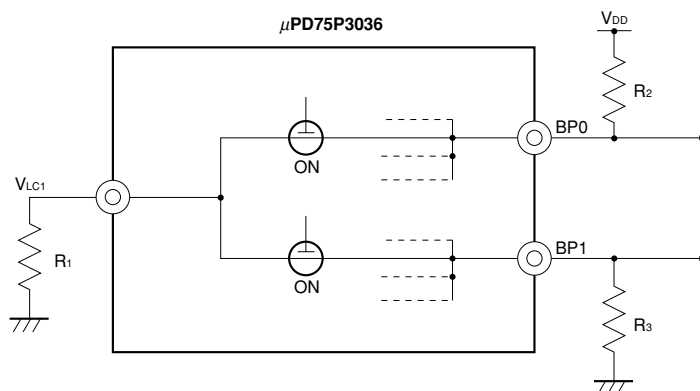 μPD75P3036
VDD
R2
BP0
ON
VLC1
R1
BP1
ON
R3